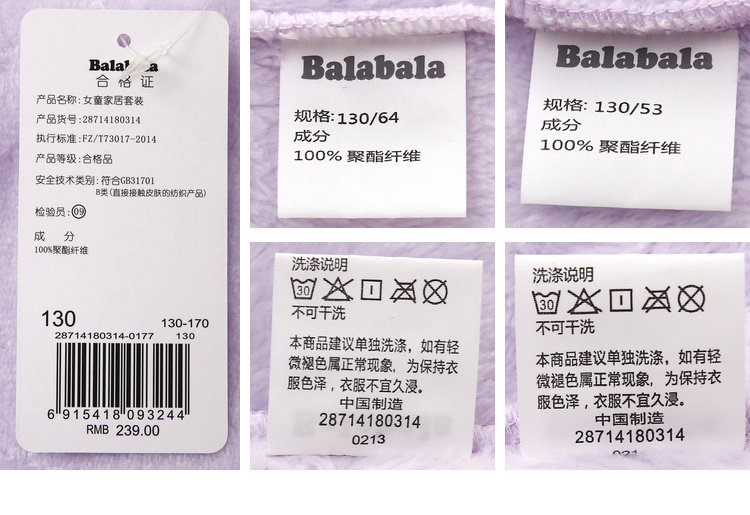 Balabala
合格证
产品名称:女童家居套装
产品货号:28714180314
执行标准:FZ/T73017-2014
产品等级:合格品
安全技术类别:符合GB31701
B类(直接接触皮肤的纺织产品)
检验员:09
成 分
100%聚酯纤维
130 130-170
28714180314-0177 130
6 915418 093244
RMB 239.00
Balabala
规格:130/64
成分
100% 聚酯纤维
Balabala
规格:130/53
成分
100% 聚酯纤维
洗涤说明
30
不可干洗
本商品建议单独洗涤,如有轻
微褪色属正常现象,为保持衣
服色泽,衣服不宜久浸。
中国制造
28714180314
0213
洗涤说明
30
不可干洗
本商品建议单独洗涤,如有轻
微褪色属正常现象,为保持衣
服色泽,衣服不宜久浸。
中国制造
28714180314